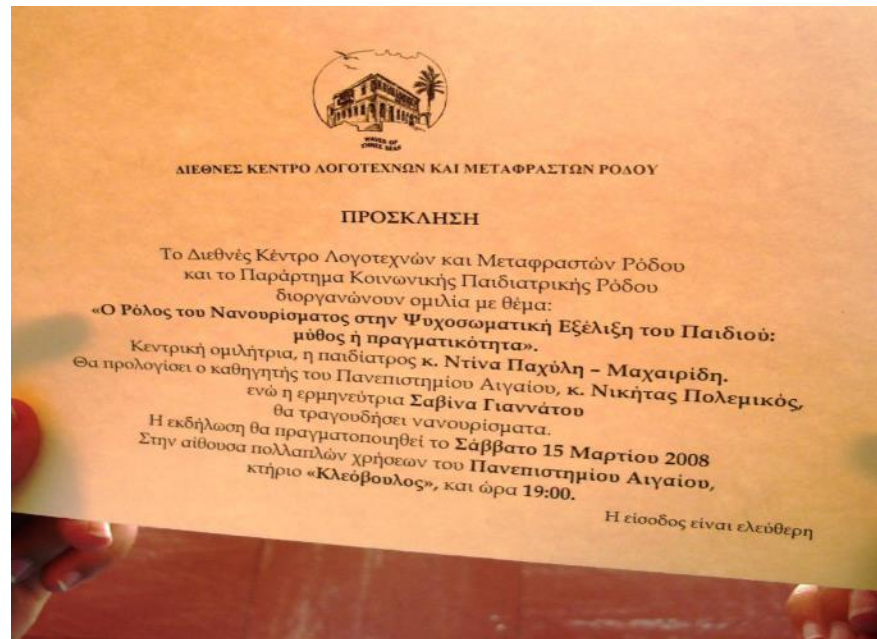 WAVES OF
THREE SEAS
ΔΙΕΘΝΕΣ ΚΕΝΤΡΟ ΛΟΓΟΤΕΧΝΩΝ ΚΑΙ ΜΕΤΑΦΡΑΣΤΩΝ ΡΟΔΟΥ
ΠΡΟΣΚΛΗΣΗ
Το Διεθνές Κέντρο Λογοτεχνών και Μεταφραστών Ρόδου
και το Παράρτημα Κοινωνικής Παιδιατρικής Ρόδου
διοργανώνουν ομιλία με θέμα:
«Ο Ρόλος του Νανουρίσματος στην Ψυχοσωματική Εξέλιξη του Παιδιού:
μύθος ή πραγματικότητα».
Κεντρική ομιλήτρια, η παιδίατρος κ. Ντίνα Παχύλη – Μαχαιρίδη.
Θα προλογίσει ο καθηγητής του Πανεπιστημίου Αιγαίου, κ. Νικήτας Πολεμικός,
ενώ η ερμηνεύτρια Σαβίνα Γιαννάτου
θα τραγουδήσει νανουρίσματα.
Η εκδήλωση θα πραγματοποιηθεί το Σάββατο 15 Μαρτίου 2008
Στην αίθουσα πολλαπλών χρήσεων του Πανεπιστημίου Αιγαίου,
κτήριο «Κλεόβουλος», και ώρα 19:00.
Η είσοδος είναι ελεύθερη